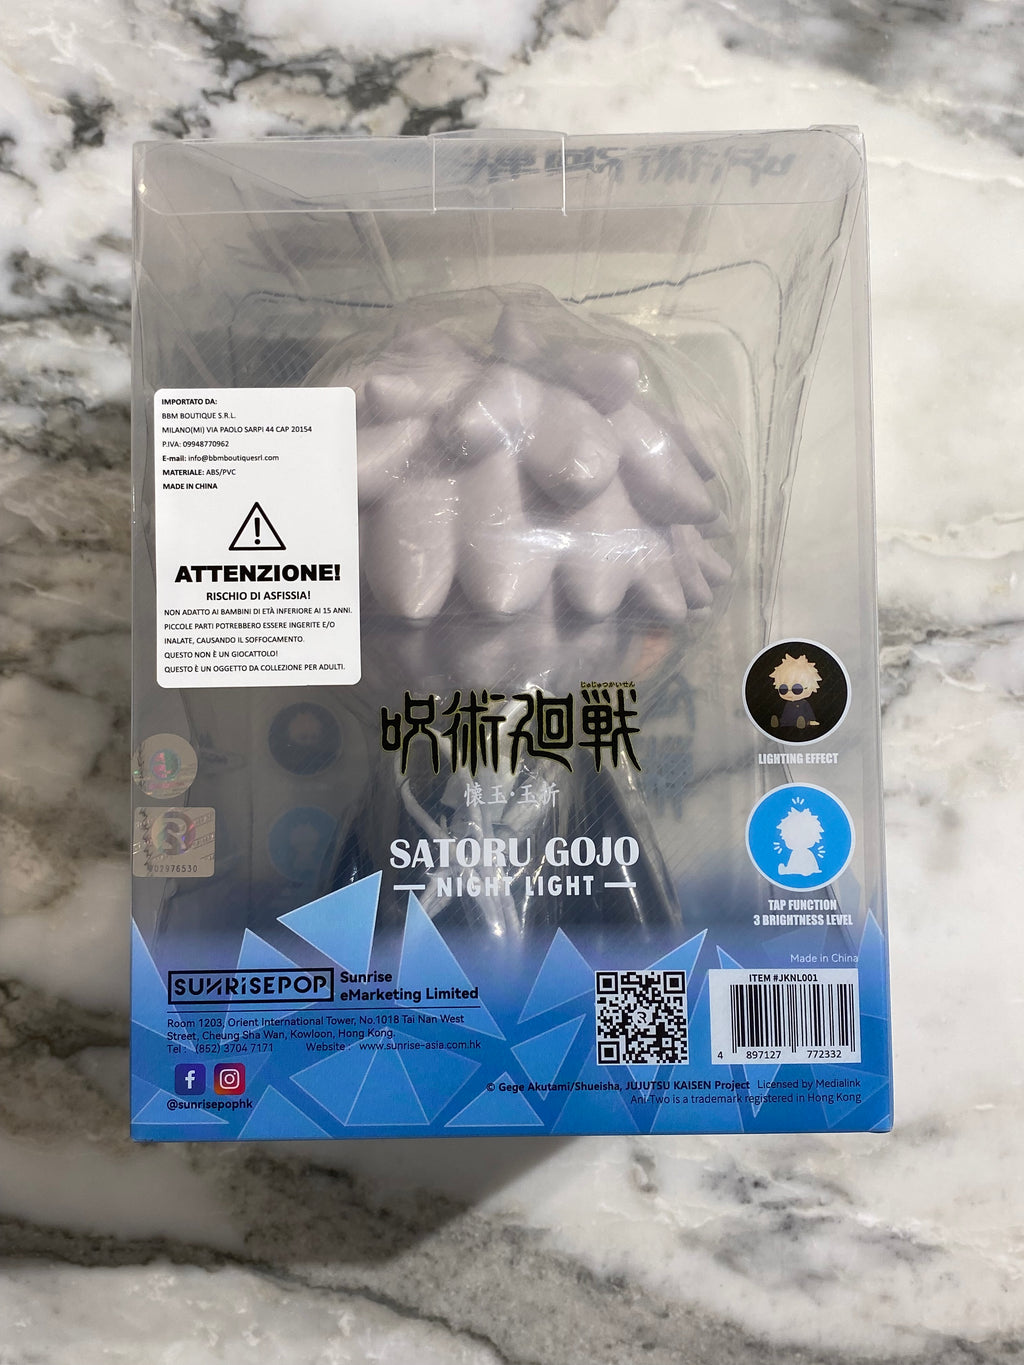 IMPORTATO DA:
BBM BOUTIQUE S.R.L.
MILANO(MI) VIA PAOLO SARPI 44 CAP 20154
P.IVA: 09948770962
E-mail: info@bbmboutiquesrl.com
MATERIALE: ABS/PVC
MADE IN CHINA
ATTENZIONE!
RISCHIO DI ASFISSIA!
NON ADATTO AI BAMBINI DI ETÀ INFERIORE AI 15 ANNI.
PICCOLE PARTI POTREBBERO ESSERE INGERITE E/O
INALATE, CAUSANDO IL SOFFOCAMENTO.
QUESTO NON È UN GIOCATTOLO!
QUESTO È UN OGGETTO DA COLLEZIONE PER ADULTI.
じゅじゅつかいせん
呪術廻戦
懐玉・玉折
SATORU GOJO
NIGHT LIGHT
LIGHTING EFFECT
TAP FUNCTION
3 BRIGHTNESS LEVEL
Made in China
SUNRISEPOP
Sunrise
eMarketing Limited
Room 1203, Orient International Tower, No.1018 Tai Nan West
Street, Cheung Sha Wan, Kowloon, Hong Kong.
Tel : (852) 3704 7171 Website : www.sunrise-asia.com.hk
@sunrisepophk
ITEM #JKNL001
4 897127 772332
© Gege Akutami/Shueisha, JUJUTSU KAISEN Project Licensed by Medialink
Ani-Two is a trademark registered in Hong Kong